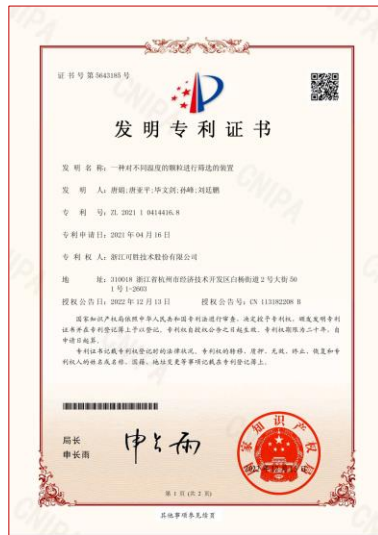 证书号第5643185号
发明专利证书
发 明 名 称：一种对不同温度的颗粒进行筛选的装置
发 明 人：唐娟;唐亚平;毕文剑;孙峰;刘廷鹏
专 利 号：ZL 2021 1 0414416.8
专利申请日：2021年04月16日
专 利 权 人：浙江可胜技术股份有限公司
地 址：310018 浙江省杭州市经济技术开发区白杨街道2号大街50
1号1-2603
授权公告日：2022年12月13日 授权公告号：CN 113182208 B
国家知识产权局依照中华人民共和国专利法进行审查，决定授予专利权，颁发发明专利
证书并在专利登记簿上予以登记。专利权自授权公告之日起生效。专利权期限为二十年，自
申请日起算。
专利证书记载专利权登记时的法律状况。专利权的转移、质押、无效、终止、恢复和专
利权人的姓名或名称、国籍、地址变更等事项记载在专利登记簿上。
局长
申长雨
申长雨
国家知识产权局
第 1 页 (共 2 页)
其他事项参见续页
CNIPA